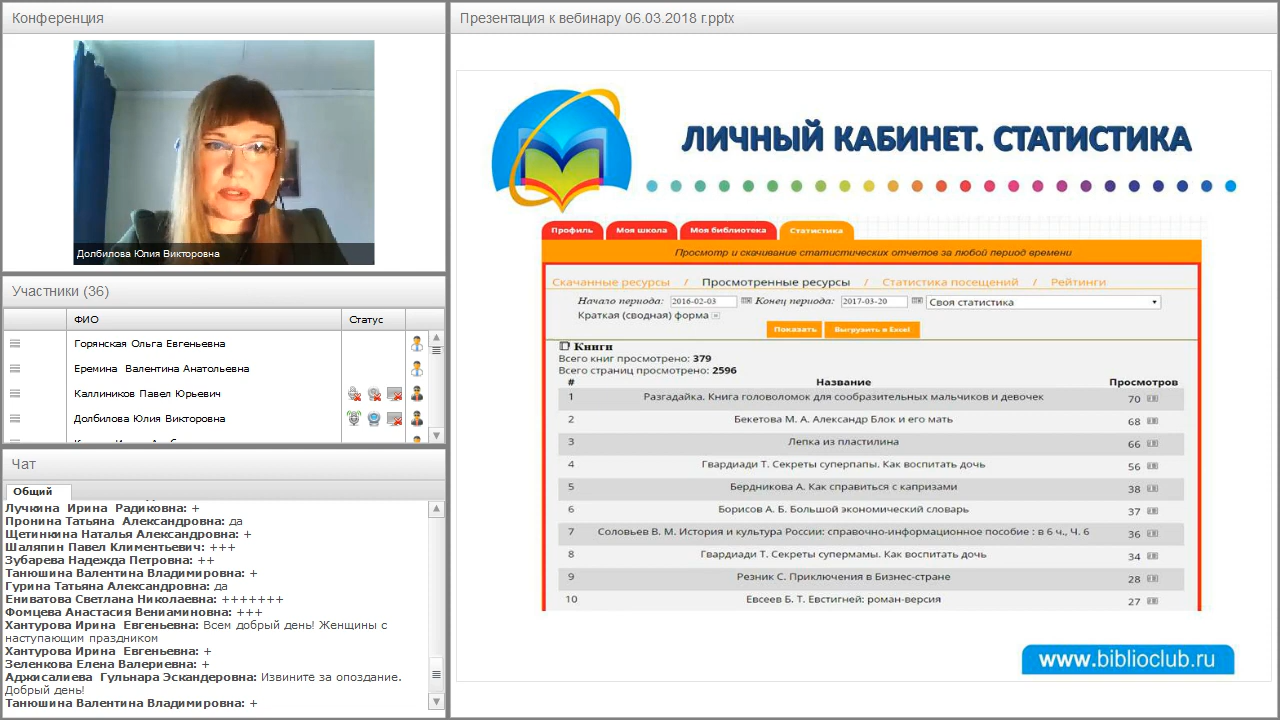 Конференция
Долбилова Юлия Викторовна
Участники (36)
ФИО
Статус
Горянская Ольга Евгеньевна
Еремина Валентина Анатольевна
Каллиников Павел Юрьевич
Долбилова Юлия Викторовна
Чат
Общий
Лучкина Ирина Радиковна: +
Пронина Татьяна Александровна: да
Щетинкина Наталья Александровна: +
Шаляпин Павел Климентьевич: +++
Зубарева Надежда Петровна: ++
Танюшина Валентина Владимировна: +
Гурина Татьяна Александровна: да
Ениватова Светлана Николаевна: +++++++
Фомцева Анастасия Вениаминовна: +++
Хантурова Ирина Евгеньевна: Всем добрый день! Женщины с
наступающим праздником
Хантурова Ирина Евгеньевна: +
Зеленкова Елена Валериевна: +
Аджисалиева Гульнара Эскандеровна: Извините за опоздание.
Добрый день!
Танюшина Валентина Владимировна: +
Презентация к вебинару 06.03.2018 г.pptx
ЛИЧНЫЙ КАБИНЕТ. СТАТИСТИКА
Профиль Моя школа Моя библиотека Статистика
Просмотр и скачивание статистических отчетов за любой период времени
Скачанные ресурсы / Просмотренные ресурсы / Статистика посещений / Рейтинги
Начало периода: 2016-02-03 Конец периода: 2017-03-20 Своя статистика
Краткая (сводная) форма
Показать Выгрузить в Excel
Книги
Всего книг просмотрено: 379
Всего страниц просмотрено: 2596
# Название Просмотров
1 Разгадайка. Книга головоломок для сообразительных мальчиков и девочек 70
2 Бекетова М. А. Александр Блок и его мать 68
3 Лепка из пластилина 66
4 Гвардиади Т. Секреты суперпапы. Как воспитать дочь 56
5 Бердникова А. Как справиться с капризами 38
6 Борисов А. Б. Большой экономический словарь 37
7 Соловьев В. М. История и культура России: справочно-информационное пособие : в 6 ч., Ч. 6 36
8 Гвардиади Т. Секреты супермамы. Как воспитать дочь 34
9 Резник С. Приключения в Бизнес-стране 28
10 Евсеев Б. Т. Евстигней: роман-версия 27
www.biblioclub.ru